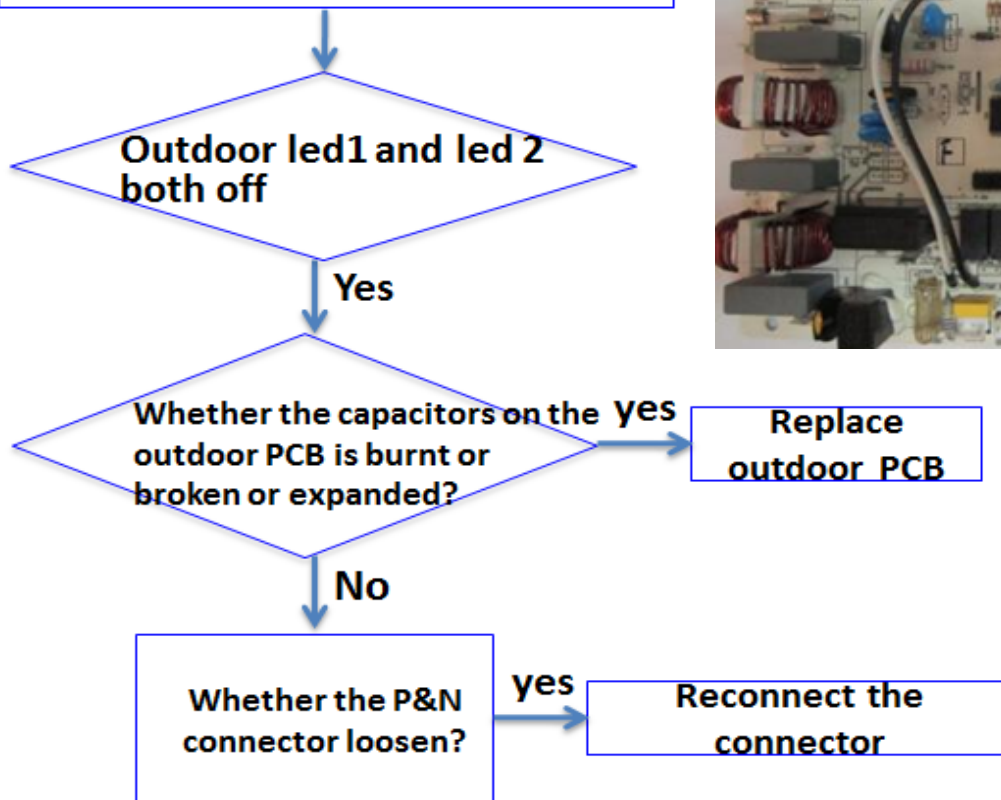 Outdoor led1 and led 2
both off
Yes
Whether the capacitors on the
outdoor PCB is burnt or
broken or expanded?
yes
Replace
outdoor PCB
No
Whether the P&N
connector loosen?
yes
Reconnect the
connector
F